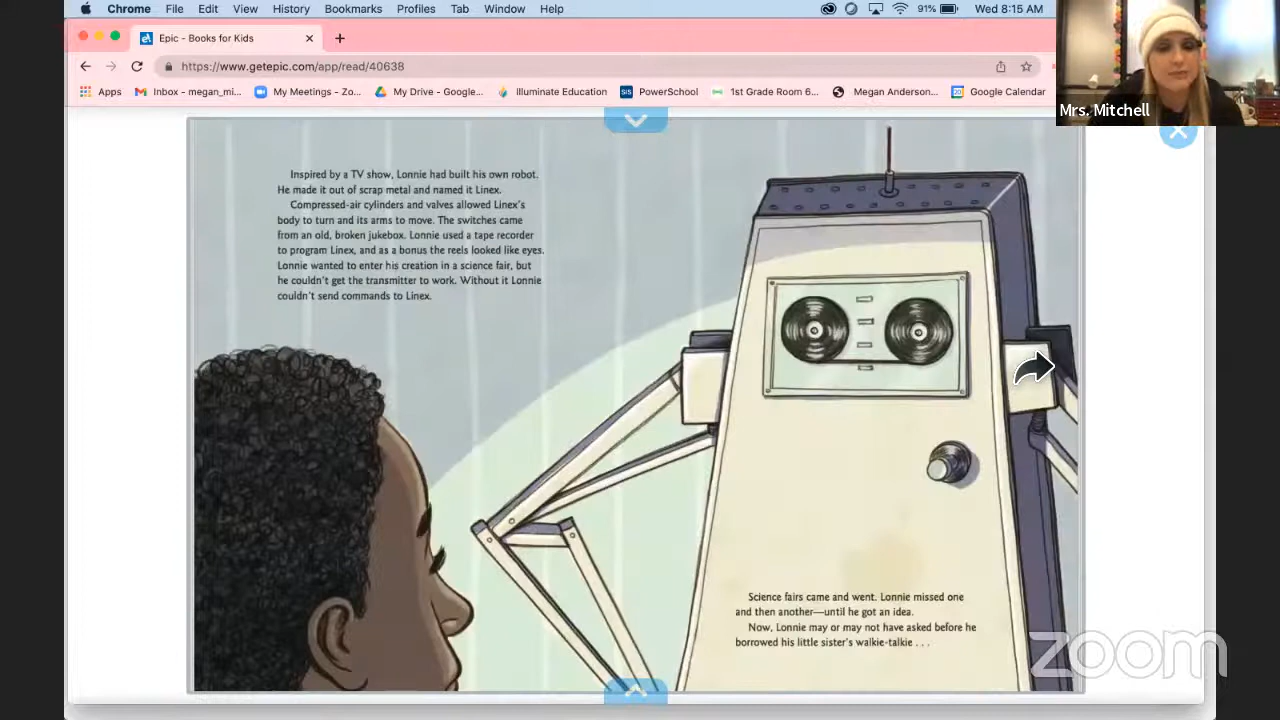 Chrome File Edit View History Bookmarks Profiles Tab Window Help 91% Wed 8:15 AM
Epic - Books for Kids
https://www.getepic.com/app/read/40638
Apps Inbox - megan_mi... My Meetings - Zo... My Drive - Google... Illuminate Education SIS PowerSchool 1st Grade Room 6... Megan Anderson... Google Calendar
Mrs. Mitchell
Inspired by a TV show, Lonnie had built his own robot.
He made it out of scrap metal and named it Linex.
Compressed-air cylinders and valves allowed Linex's
body to turn and its arms to move. The switches came
from an old, broken jukebox. Lonnie used a tape recorder
to program Linex, and as a bonus the reels looked like eyes.
Lonnie wanted to enter his creation in a science fair, but
he couldn't get the transmitter to work. Without it Lonnie
couldn't send commands to Linex.
Science fairs came and went. Lonnie missed one
and then another—until he got an idea.
Now, Lonnie may or may not have asked before he
borrowed his little sister's walkie-talkie . . .
zoom